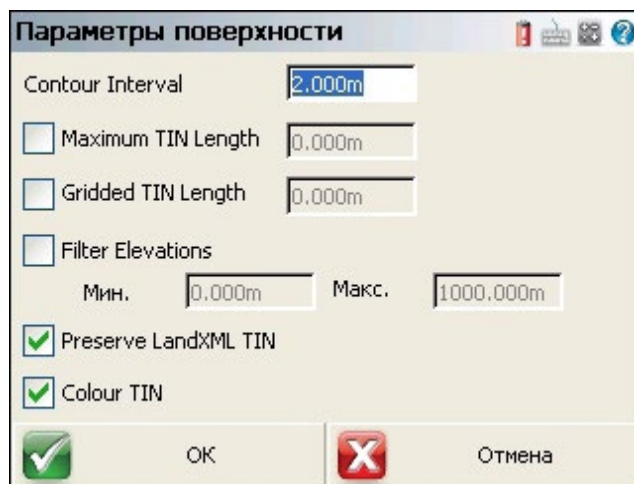 Параметры поверхности
Contour Interval 2.000m
Maximum TIN Length 0.000m
Gridded TIN Length 0.000m
Filter Elevations
Мин. 0.000m Макс. 1000.000m
Preserve LandXML TIN
Colour TIN
OK Отмена